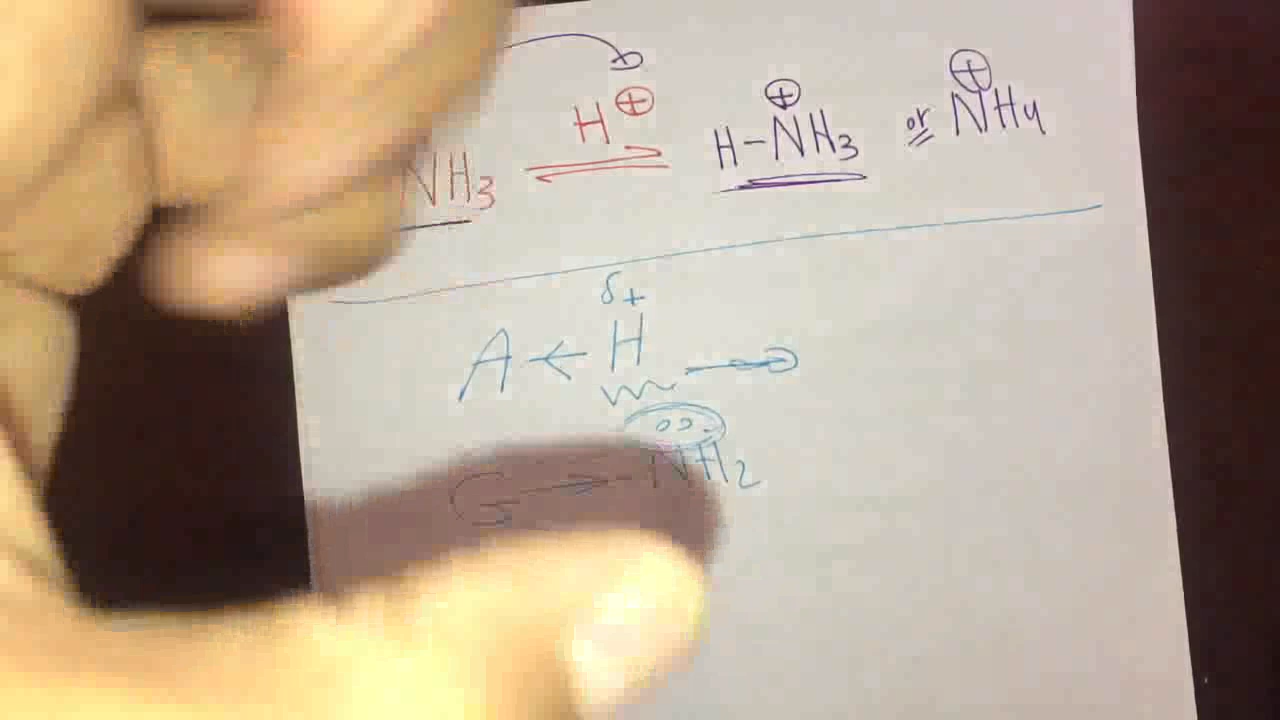 NH3 ⇌ H⊕ H-NH3 ⊕ or NH4 ⊕
δ+
A ← H →
G → NH2